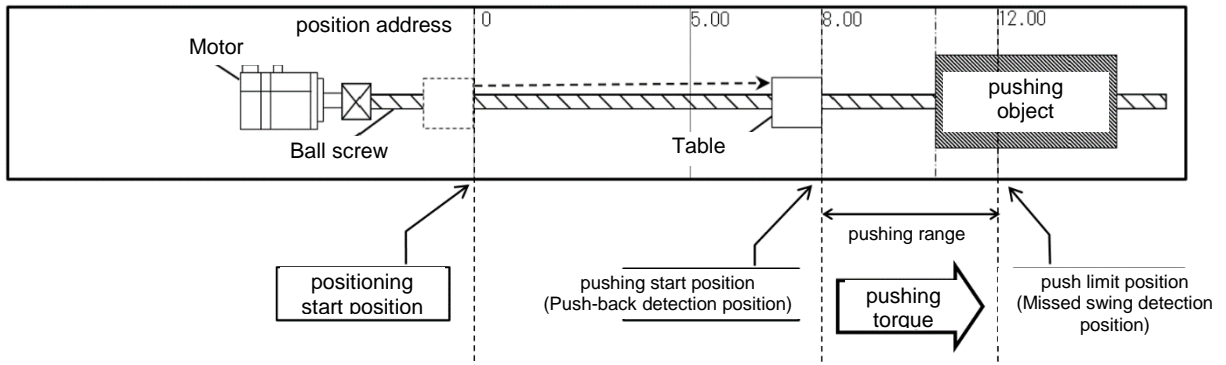 position address
0
5.00
8.00
12.00
Motor
pushing
object
Ball screw
Table
pushing range
positioning
start position
pushing start position
(Push-back detection position)
pushing
torque
push limit position
(Missed swing detection
position)